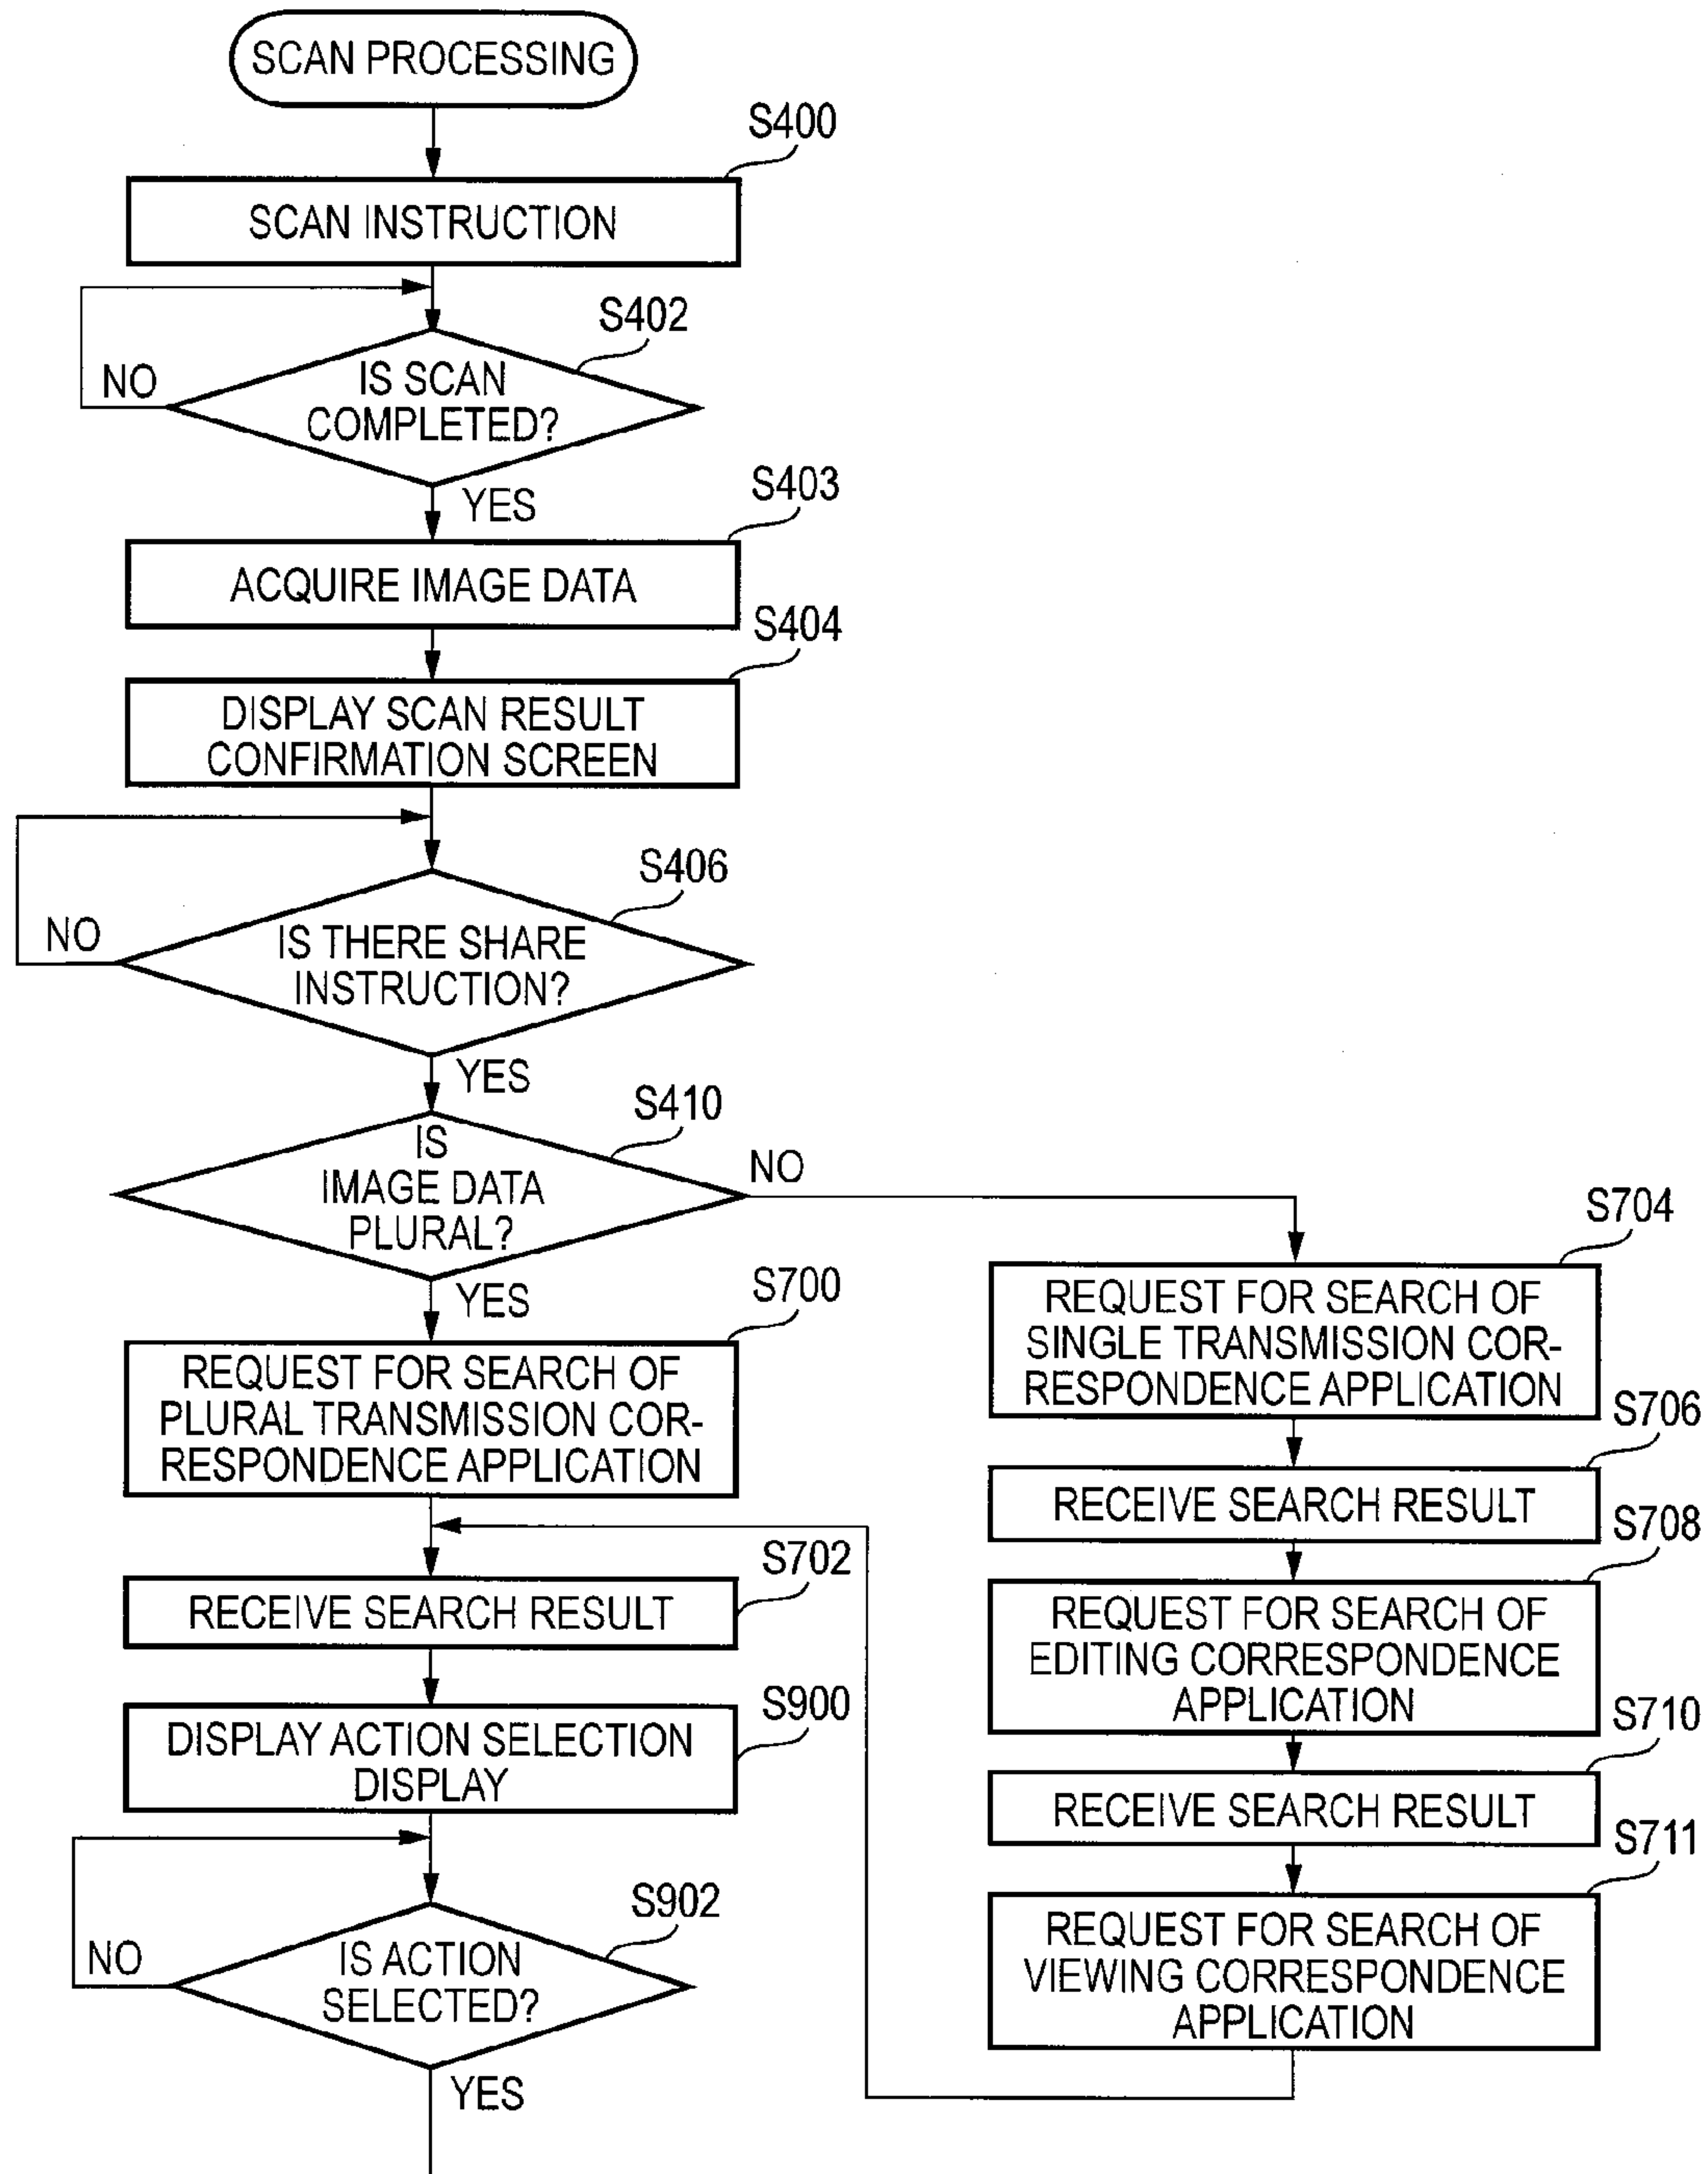 SCAN PROCESSING
S400
SCAN INSTRUCTION
S402
NO
IS SCAN
COMPLETED?
YES
S403
ACQUIRE IMAGE DATA
S404
DISPLAY SCAN RESULT
CONFIRMATION SCREEN
S406
NO
IS THERE SHARE
INSTRUCTION?
YES
S410
IS
IMAGE DATA
PLURAL?
NO
YES
S700
REQUEST FOR SEARCH OF
PLURAL TRANSMISSION COR-
RESPONDENCE APPLICATION
S702
RECEIVE SEARCH RESULT
S900
DISPLAY ACTION SELECTION
DISPLAY
S902
NO
IS ACTION
SELECTED?
YES
S704
REQUEST FOR SEARCH OF
SINGLE TRANSMISSION COR-
RESPONDENCE APPLICATION
S706
RECEIVE SEARCH RESULT
S708
REQUEST FOR SEARCH OF
EDITING CORRESPONDENCE
APPLICATION
S710
RECEIVE SEARCH RESULT
S711
REQUEST FOR SEARCH OF
VIEWING CORRESPONDENCE
APPLICATION